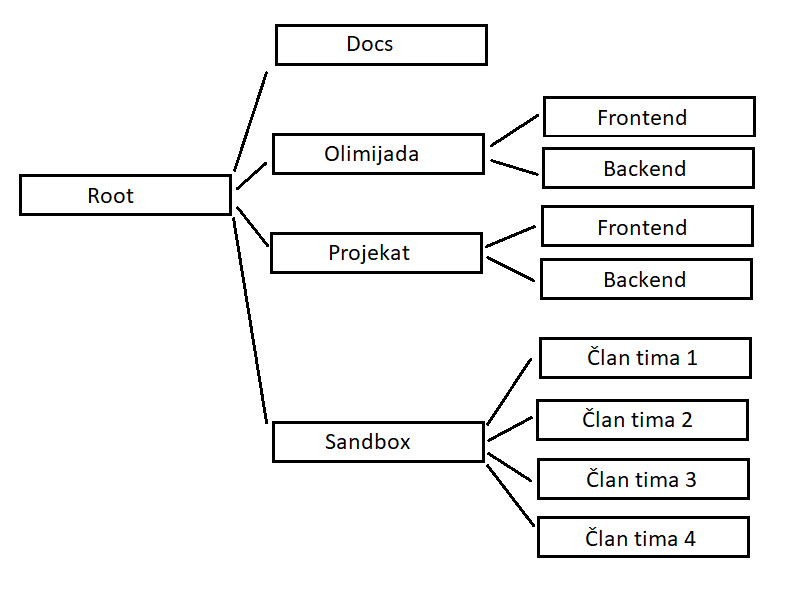 Docs
Frontend
Olimijada
Backend
Root
Frontend
Projekat
Backend
Član tima 1
Član tima 2
Sandbox
Član tima 3
Član tima 4